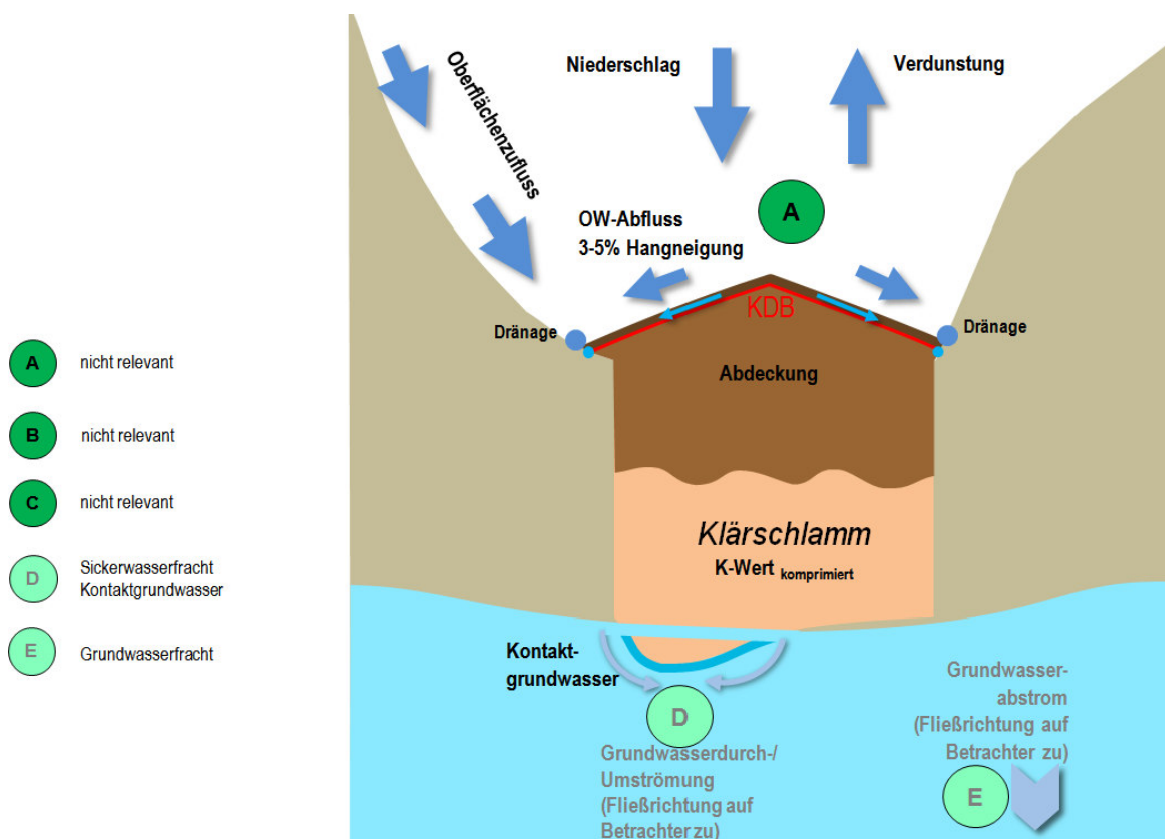 Oberflächenzufluss
Niederschlag
Verdunstung
A
OW-Abfluss
3-5% Hangneigung
KDB
Dränage
Dränage
Abdeckung
A
nicht relevant
B
nicht relevant
C
nicht relevant
D
Sickerwasserfracht
Kontaktgrundwasser
E
Grundwasserfracht
Klärschlamm
K-Wert komprimiert
Kontakt-
grundwasser
D
Grundwasserdurch-/
Umströmung
(Fließrichtung auf
Betrachter zu)
Grundwasser-
abstrom
(Fließrichtung auf
Betrachter zu)
E